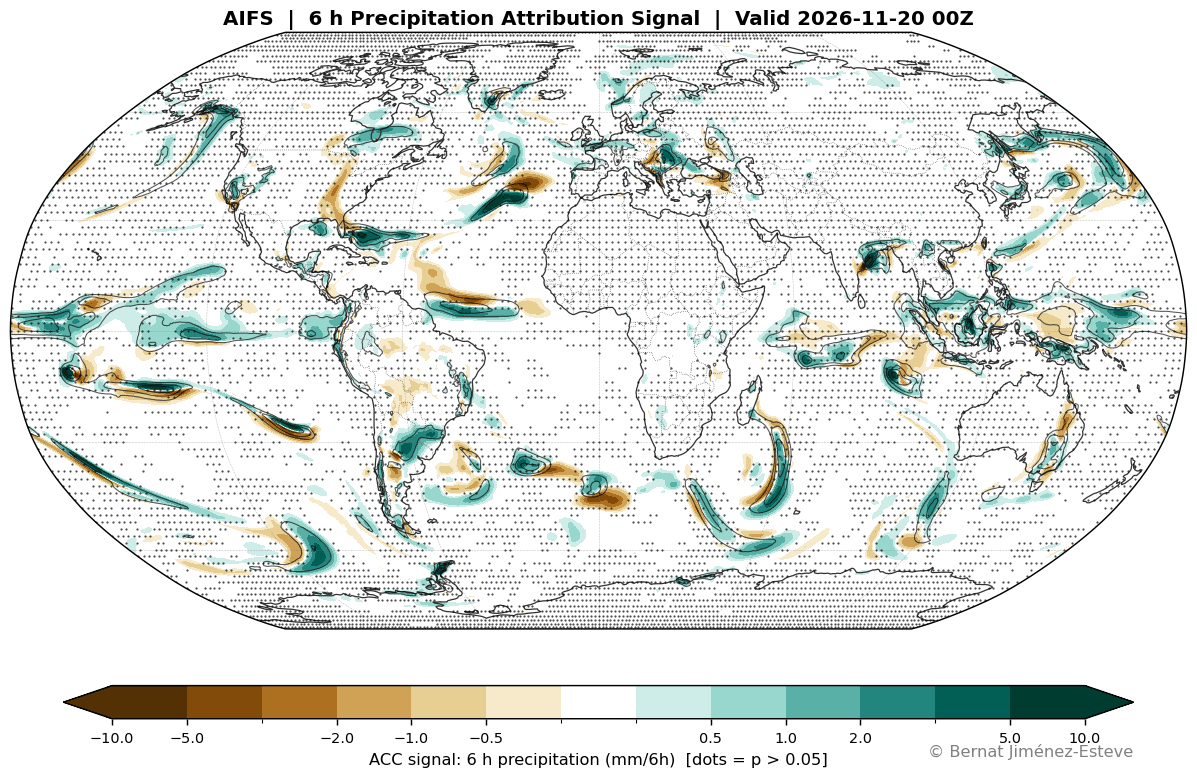 AIFS | 6 h Precipitation Attribution Signal | Valid 2026-11-20 00Z
−10.0 −5.0 −2.0 −1.0 −0.5 0.5 1.0 2.0 5.0 10.0
© Bernat Jiménez-Esteve
ACC signal: 6 h precipitation (mm/6h) [dots = p > 0.05]